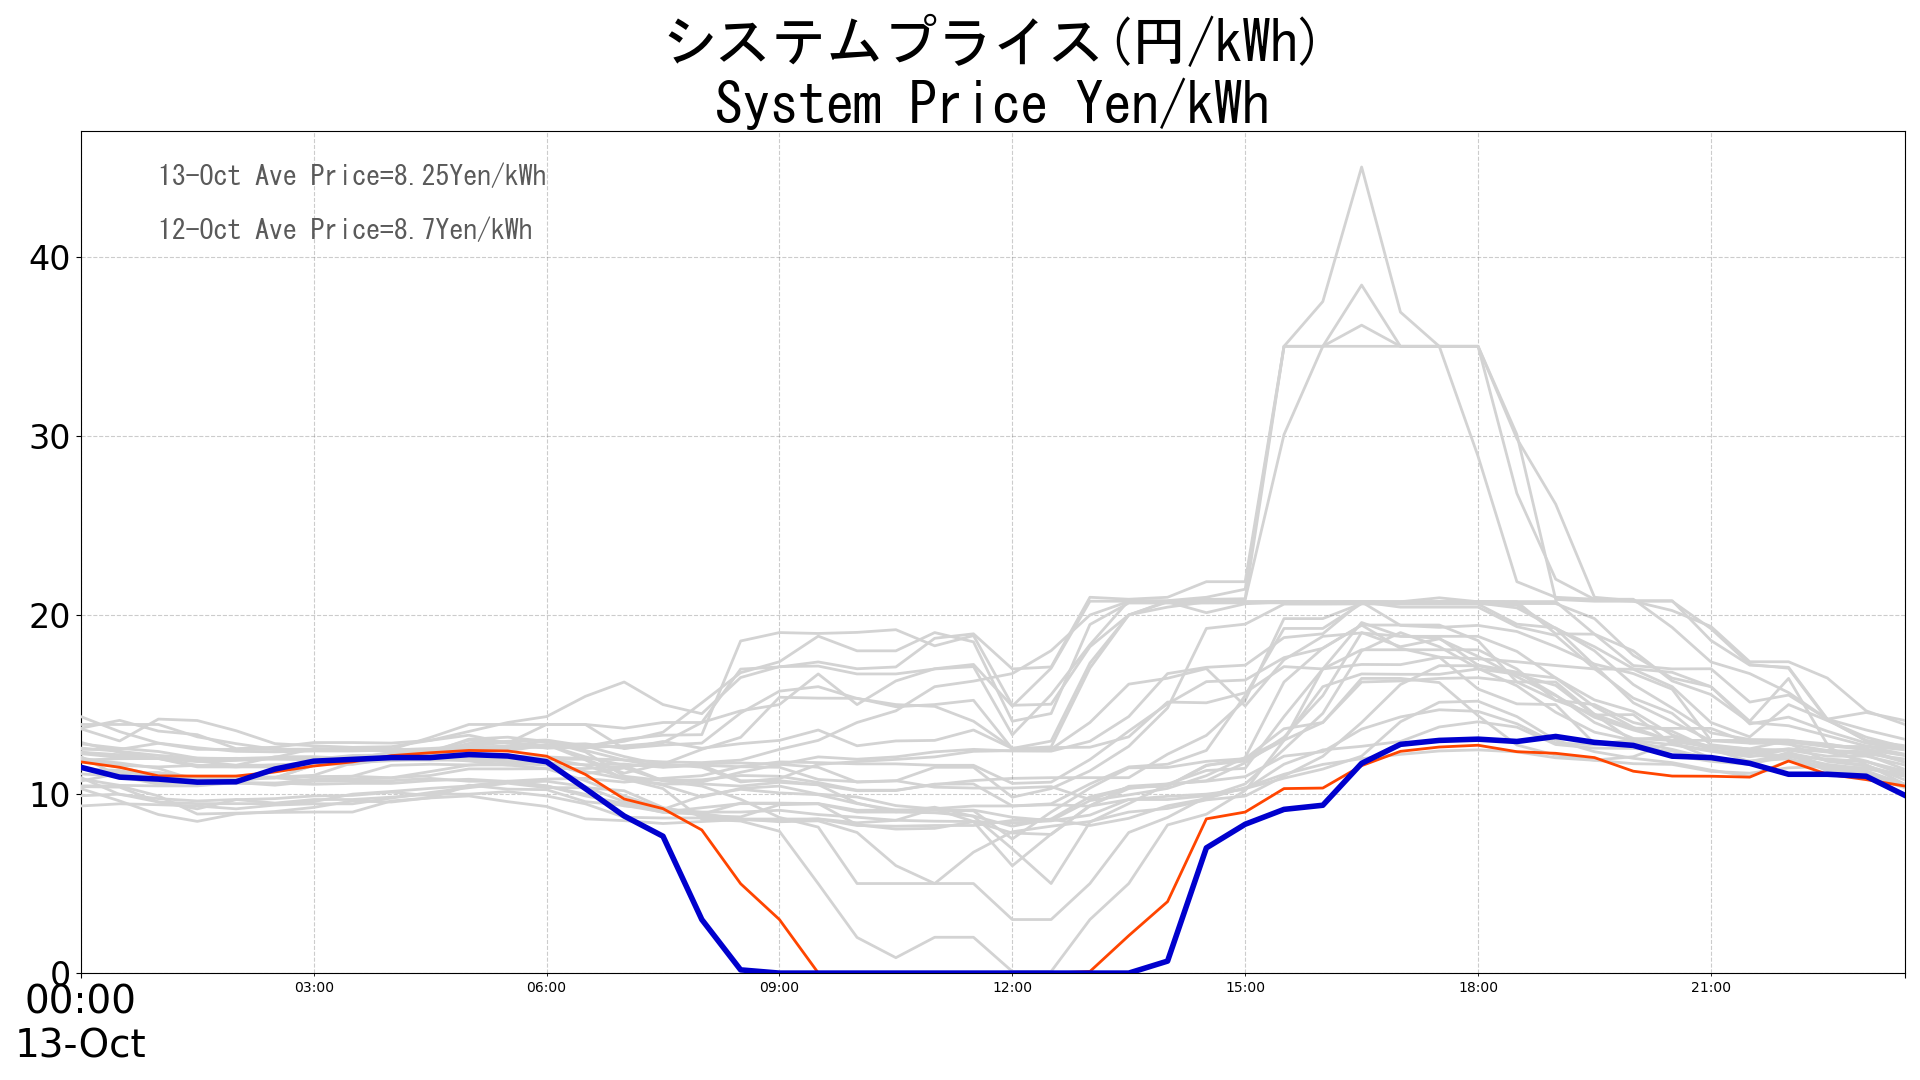 システムプライス(円/kWh)
System Price Yen/kWh
13-Oct Ave Price=8.25Yen/kWh
12-Oct Ave Price=8.7Yen/kWh
40
30
20
10
0
00:00 03:00 06:00 09:00 12:00 15:00 18:00 21:00
13-Oct